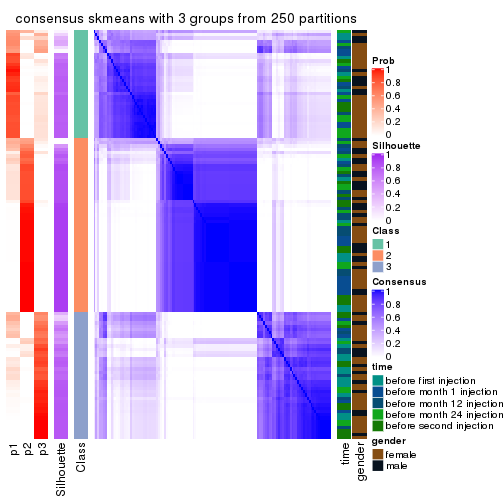 consensus skmeans with 3 groups from 250 partitions
p1
p2
p3
Silhouette
Class
time
gender
Prob
1
0.8
0.6
0.4
0.2
0
Silhouette
1
0.8
0.6
0.4
0.2
0
Class
1
2
3
Consensus
1
0.8
0.6
0.4
0.2
0
time
before first injection
before month 1 injection
before month 12 injection
before month 24 injection
before second injection
gender
female
male